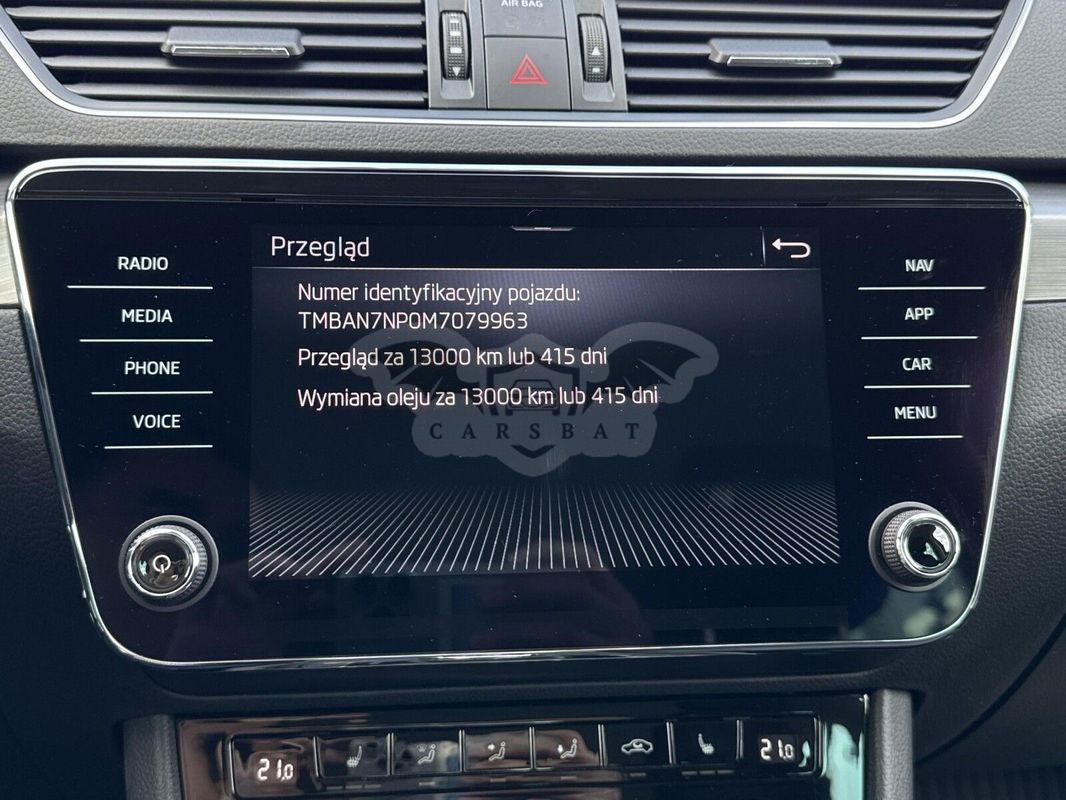 AIR BAG
Przegląd
RADIO
MEDIA
PHONE
VOICE
Numer identyfikacyjny pojazdu:
TMBAN7NP0M7079963
Przegląd za 13000 km lub 415 dni
Wymiana oleju za 13000 km lub 415 dni
CARSBAT
NAV
APP
CAR
MENU
21,0
21,0